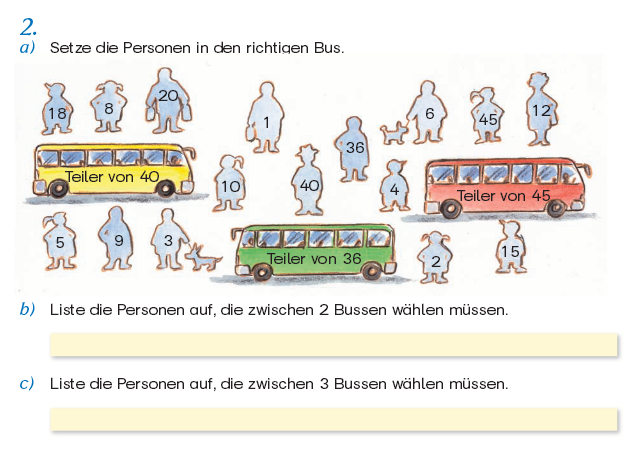 2.
a) Setze die Personen in den richtigen Bus.
18 8 20 1 36 6 45 12
Teiler von 40 10 40 4 Teiler von 45
5 9 3 Teiler von 36 2 15
b) Liste die Personen auf, die zwischen 2 Bussen wählen müssen.
c) Liste die Personen auf, die zwischen 3 Bussen wählen müssen.